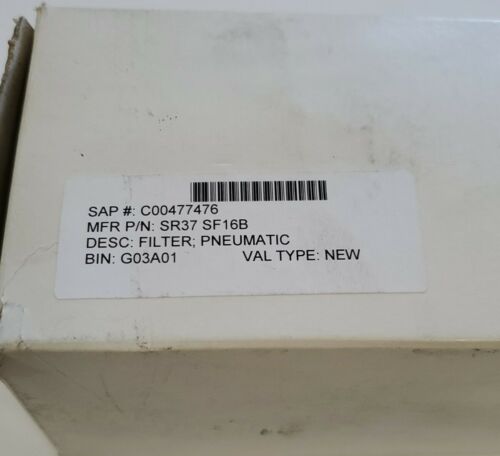 SAP #: C00477476
MFR P/N: SR37 SF16B
DESC: FILTER; PNEUMATIC
BIN: G03A01 VAL TYPE: NEW